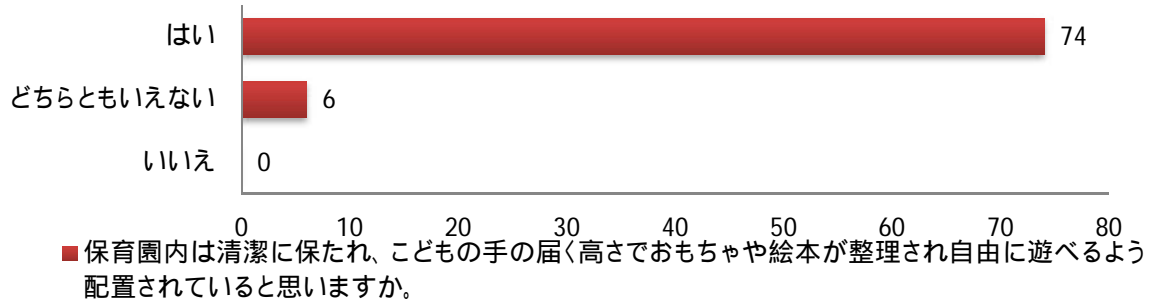 はい 74
どちらともいえない 6
いいえ 0
0 10 20 30 40 50 60 70 80
保育園内は清潔に保たれ、こどもの手の届く高さでおもちゃや絵本が整理され自由に遊べるよう
配置されていると思いますか。